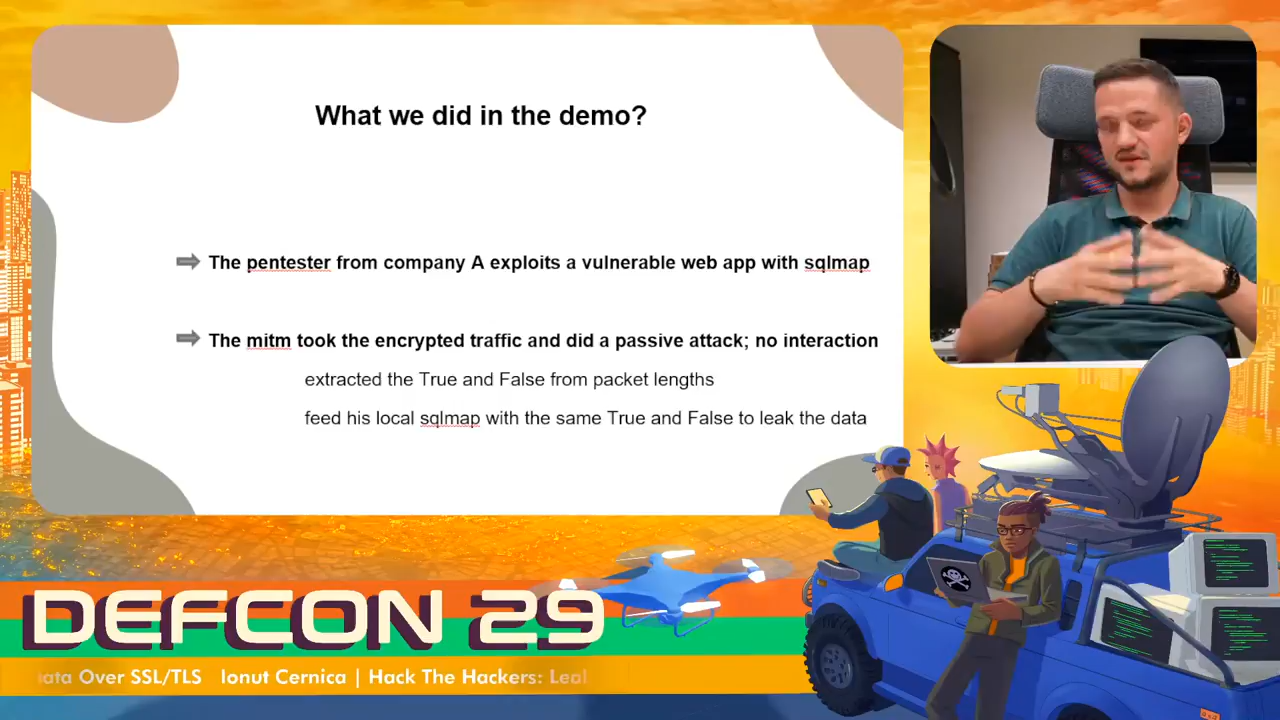 What we did in the demo?
The pentester from company A exploits a vulnerable web app with sqlmap
The mitm took the encrypted traffic and did a passive attack; no interaction
extracted the True and False from packet lengths
feed his local sqlmap with the same True and False to leak the data
DEFCON 29
Over SSL/TLS Ionut Cernica | Hack The Hackers: